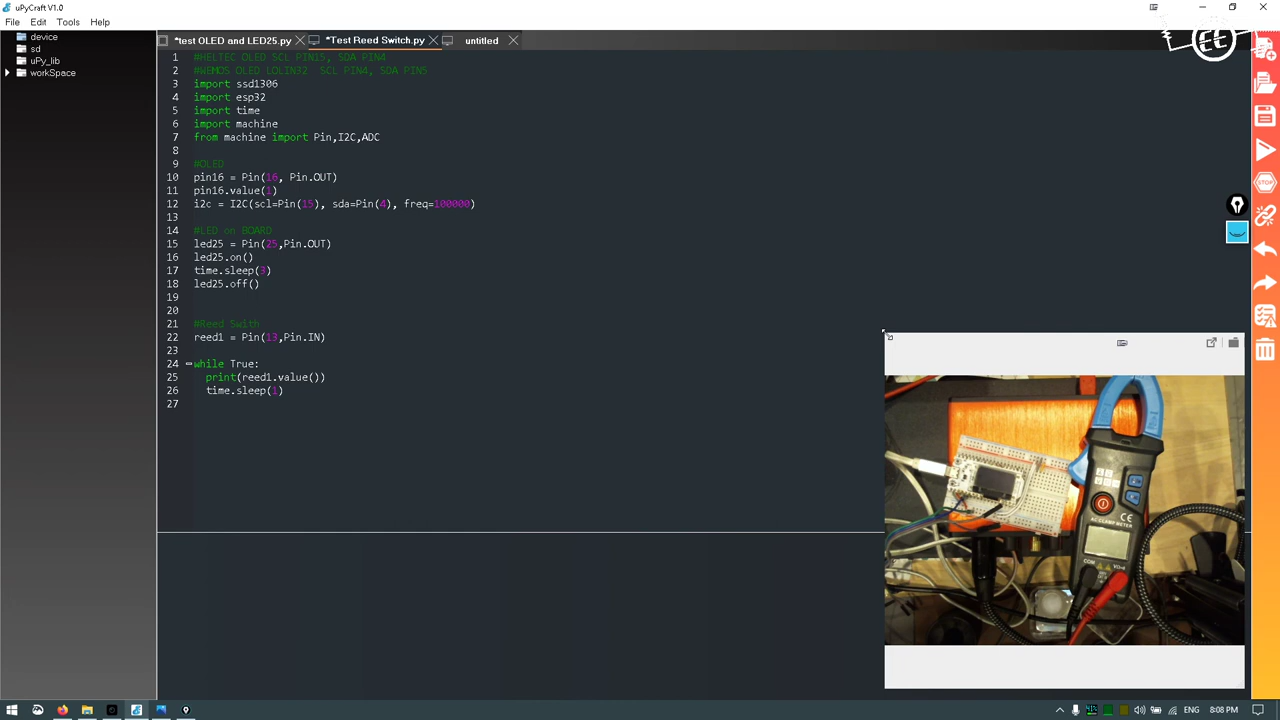 uPyCraft V1.0
File Edit Tools Help
device
sd
uPy_lib
workSpace
*test OLED and LED25.py
*Test Reed Switch.py
untitled
1 #HELTEC OLED SCL PIN15, SDA PIN4
2 #WEMOS OLED LOLIN32  SCL PIN4, SDA PIN5
3 import ssd1306
4 import esp32
5 import time
6 import machine
7 from machine import Pin,I2C,ADC
8
9 #OLED
10 pin16 = Pin(16, Pin.OUT)
11 pin16.value(1)
12 i2c = I2C(scl=Pin(15), sda=Pin(4), freq=100000)
13
14 #LED on BOARD
15 led25 = Pin(25,Pin.OUT)
16 led25.on()
17 time.sleep(3)
18 led25.off()
19
20
21 #Reed Swith
22 reed1 = Pin(13,Pin.IN)
23
24 while True:
25   print(reed1.value())
26   time.sleep(1)
27
STOP
CE
AC CLAMP METER
COM
ENG
8:08 PM